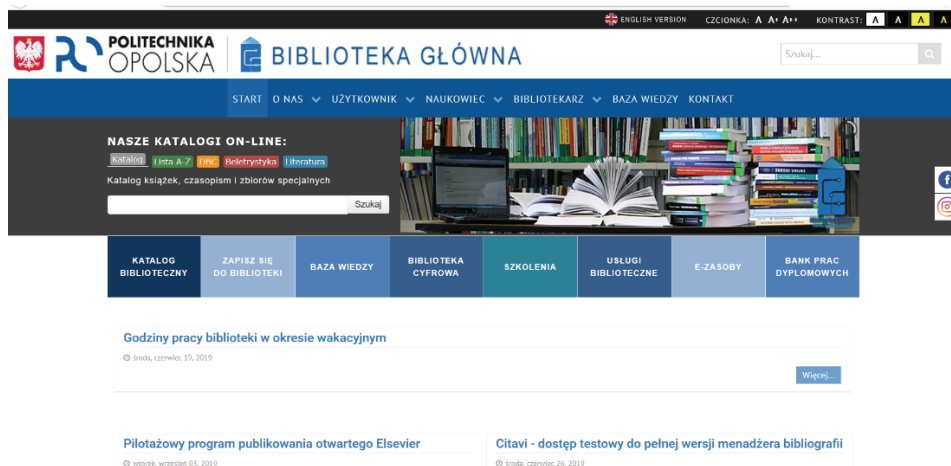 ENGLISH VERSION CZCIONKA: A A+ A++ KONTRAST: A A A A
POLITECHNIKA
OPOLSKA
BIBLIOTEKA GŁÓWNA
Szukaj...
START O NAS UŻYTKOWNIK NAUKOWIEC BIBLIOTEKARZ BAZA WIEDZY KONTAKT
NASZE KATALOGI ON-LINE:
Katalog Lista A-Z DBC Beletrystyka Literatura
Katalog książek, czasopism i zbiorów specjalnych
Szukaj
KATALOG
BIBLIOTECZNY
ZAPISZ SIĘ
DO BIBLIOTEKI
BAZA WIEDZY
BIBLIOTEKA
CYFROWA
SZKOLENIA
USŁUGI
BIBLIOTECZNE
E-ZASOBY
BANK PRAC
DYPLOMOWYCH
Godziny pracy biblioteki w okresie wakacyjnym
środa, czerwiec 19, 2019
Więcej...
Pilotażowy program publikowania otwartego Elsevier
wtorek, wrzesień 03, 2019
Citavi - dostęp testowy do pełnej wersji menadżera bibliografii
środa, czerwiec 26, 2019